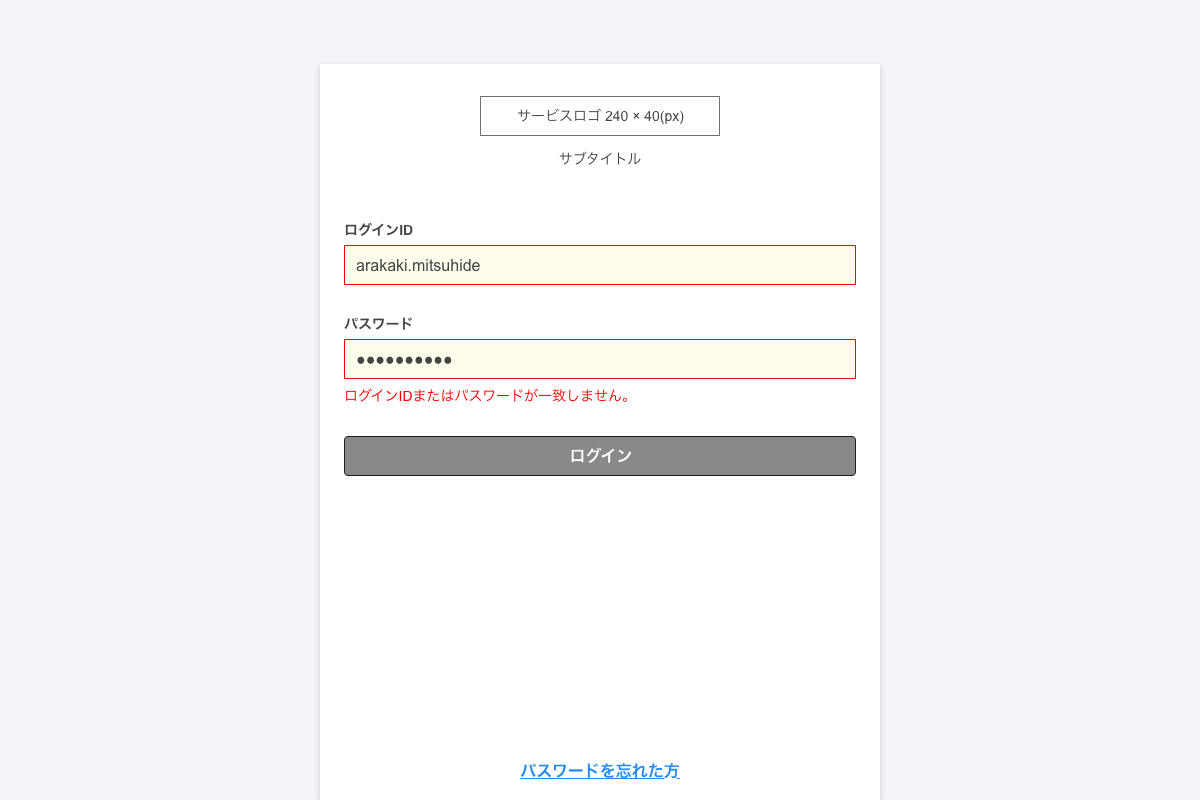 サービスロゴ 240 × 40(px)
サブタイトル
ログインID
arakaki.mitsuhide
パスワード
●●●●●●●●●●
ログインIDまたはパスワードが一致しません。
ログイン
パスワードを忘れた方